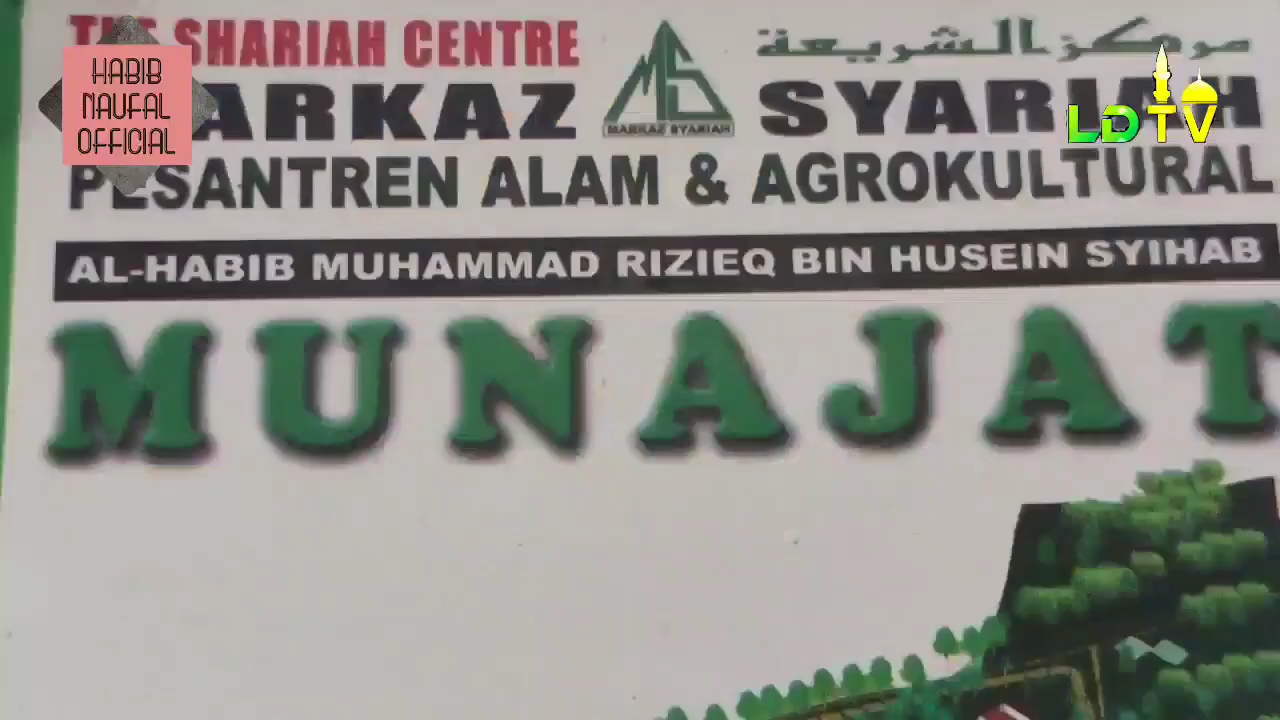 THE SHARIAH CENTRE
مركز الشريعة
MARKAZ SYARIAH
MARKAZ SYARIAH
PESANTREN ALAM & AGROKULTURAL
AL-HABIB MUHAMMAD RIZIEQ BIN HUSEIN SYIHAB
MUNAJAT
HABIB
NAUFAL
OFFICIAL
LDTV